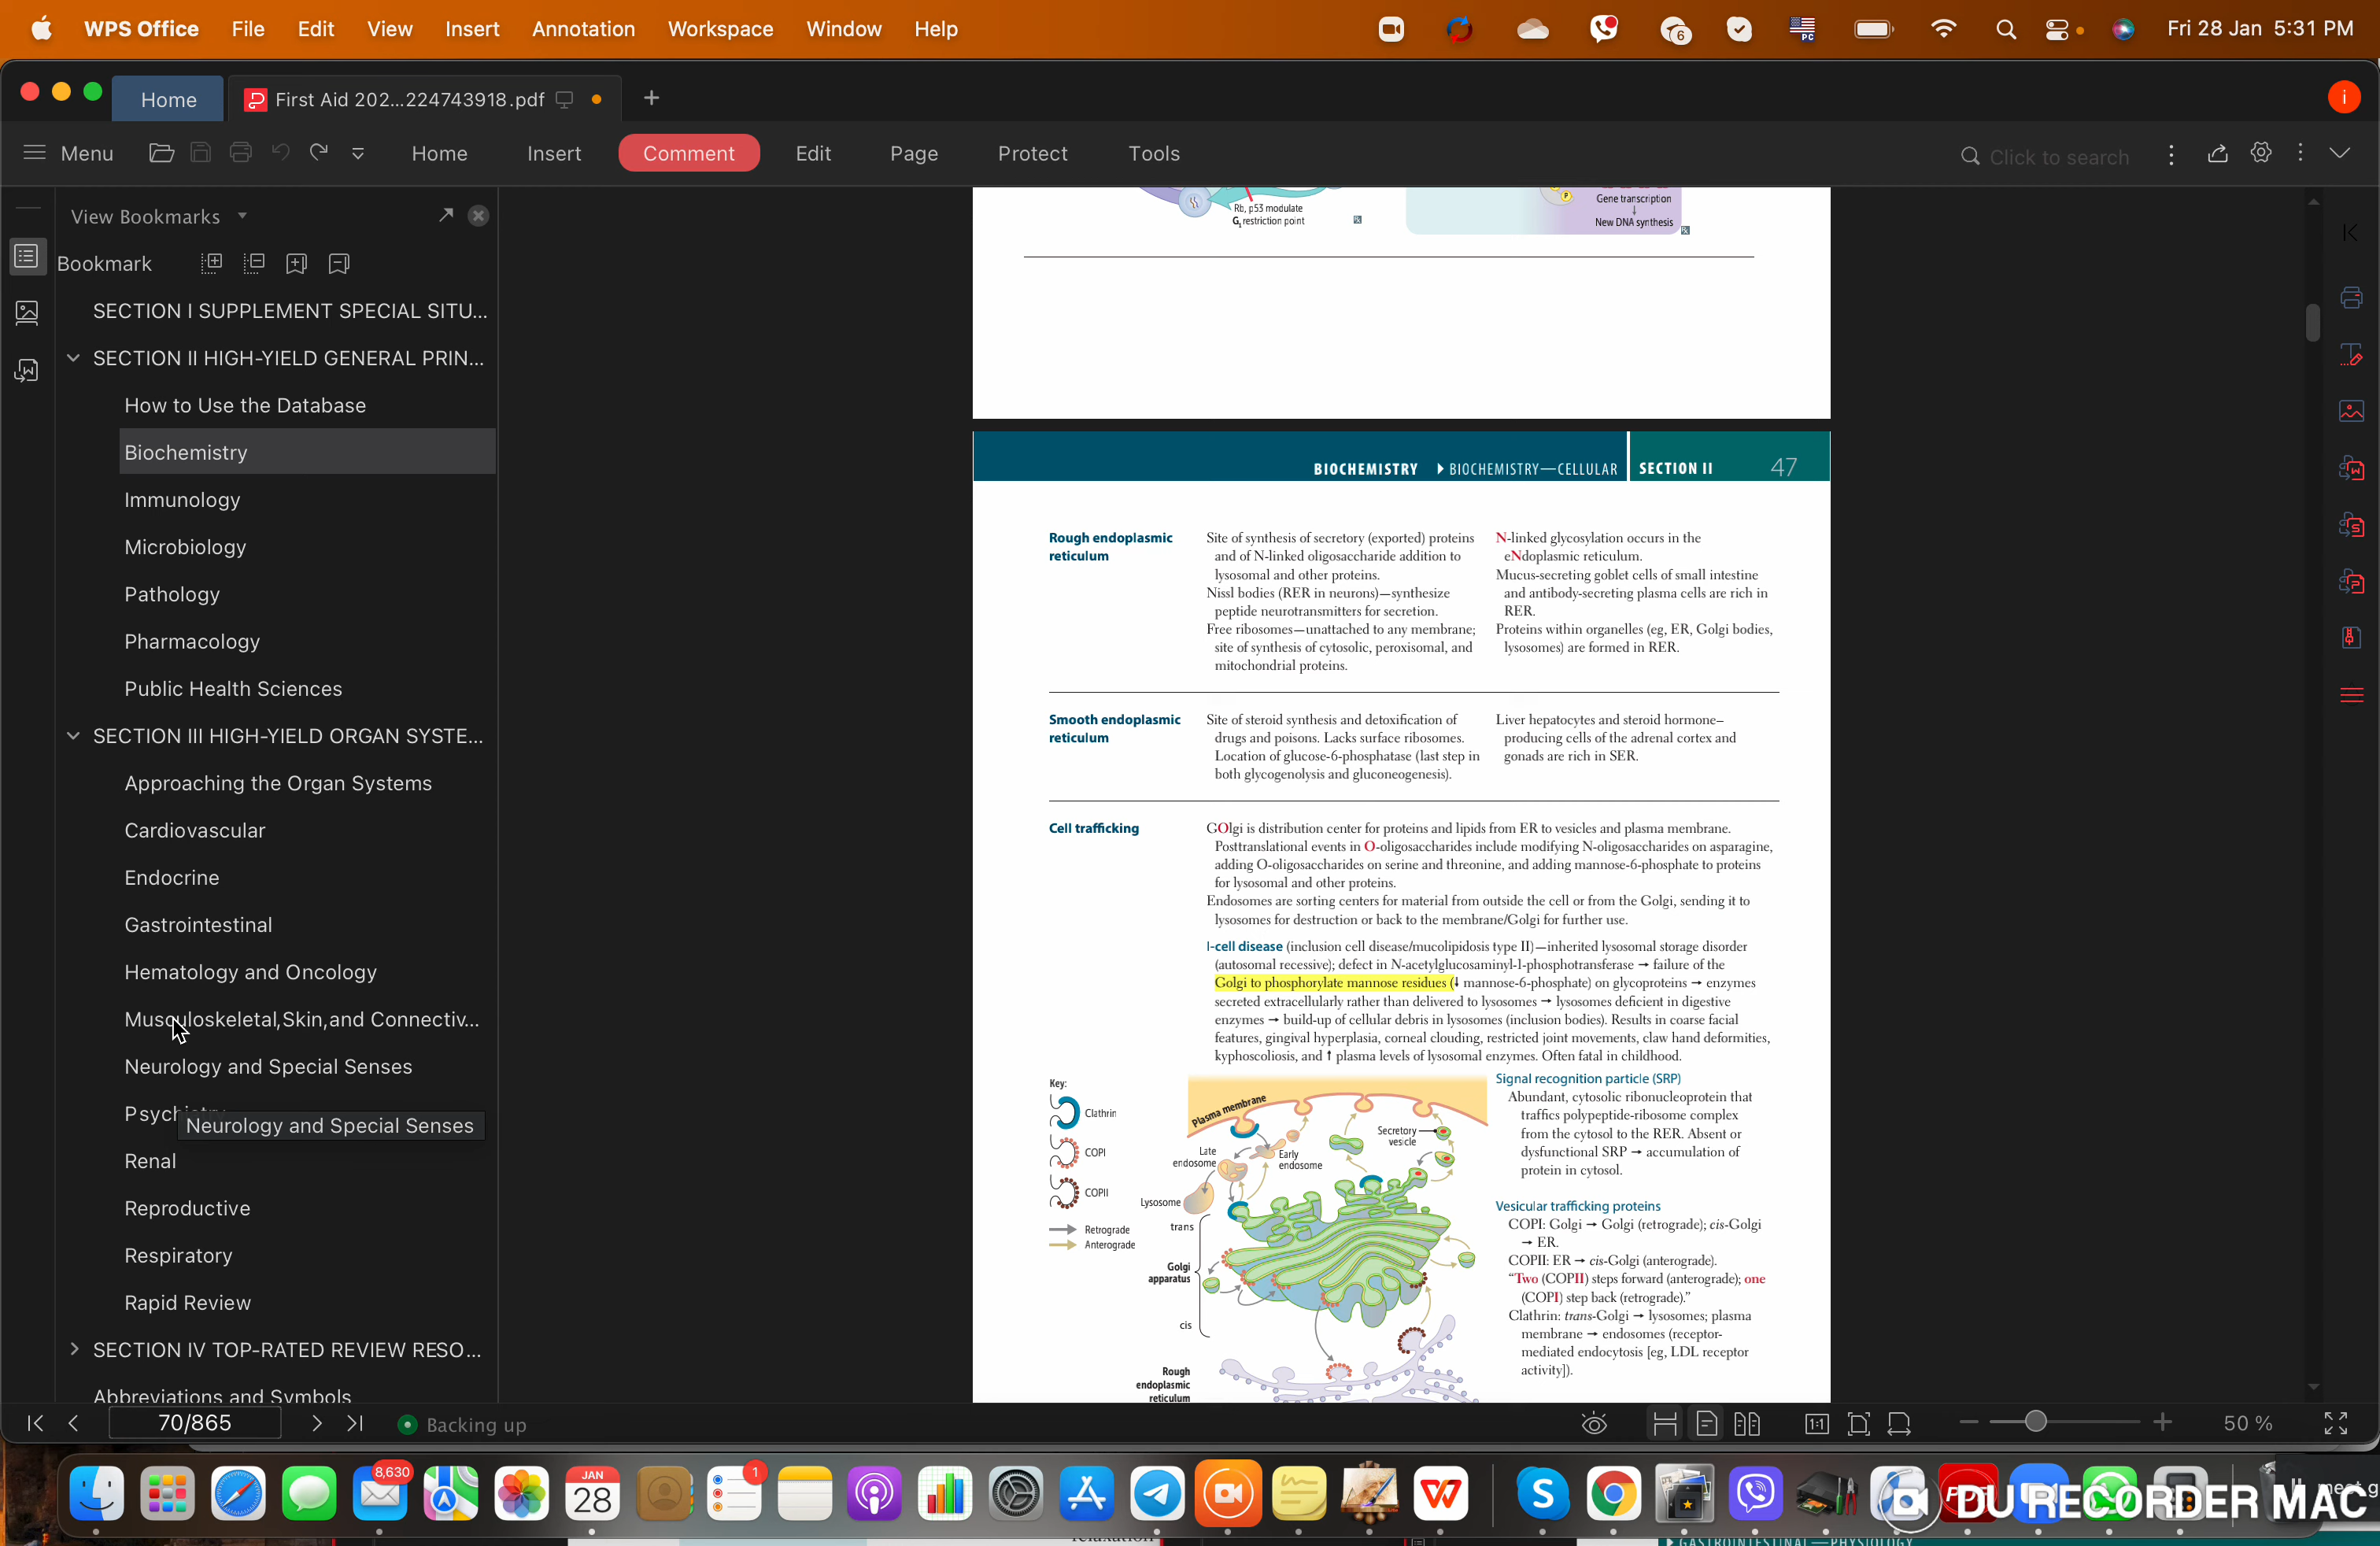 WPS Office File Edit View Insert Annotation Workspace Window Help 6 PC Fri 28 Jan 5:31 PM
Home First Aid 202...224743918.pdf + i
Menu Home Insert Comment Edit Page Protect Tools Click to search
View Bookmarks
Bookmark
SECTION I SUPPLEMENT SPECIAL SITU...
SECTION II HIGH-YIELD GENERAL PRIN...
How to Use the Database
Biochemistry
Immunology
Microbiology
Pathology
Pharmacology
Public Health Sciences
SECTION III HIGH-YIELD ORGAN SYSTE...
Approaching the Organ Systems
Cardiovascular
Endocrine
Gastrointestinal
Hematology and Oncology
Musculoskeletal,Skin,and Connectiv...
Neurology and Special Senses
Psychiatry
Neurology and Special Senses
Renal
Reproductive
Respiratory
Rapid Review
SECTION IV TOP-RATED REVIEW RESO...
Abbreviations and Symbols
Rb, p53 modulate
G1 restriction point
P
Gene transcription
↓
New DNA synthesis
BIOCHEMISTRY ▶ BIOCHEMISTRY—CELLULAR SECTION II 47
Rough endoplasmic
reticulum
Site of synthesis of secretory (exported) proteins
and of N-linked oligosaccharide addition to
lysosomal and other proteins.
Nissl bodies (RER in neurons)—synthesize
peptide neurotransmitters for secretion.
Free ribosomes—unattached to any membrane;
site of synthesis of cytosolic, peroxisomal, and
mitochondrial proteins.
N-linked glycosylation occurs in the
eNdoplasmic reticulum.
Mucus-secreting goblet cells of small intestine
and antibody-secreting plasma cells are rich in
RER.
Proteins within organelles (eg, ER, Golgi bodies,
lysosomes) are formed in RER.
Smooth endoplasmic
reticulum
Site of steroid synthesis and detoxification of
drugs and poisons. Lacks surface ribosomes.
Location of glucose-6-phosphatase (last step in
both glycogenolysis and gluconeogenesis).
Liver hepatocytes and steroid hormone–
producing cells of the adrenal cortex and
gonads are rich in SER.
Cell trafficking
GOlgi is distribution center for proteins and lipids from ER to vesicles and plasma membrane.
Posttranslational events in O-oligosaccharides include modifying N-oligosaccharides on asparagine,
adding O-oligosaccharides on serine and threonine, and adding mannose-6-phosphate to proteins
for lysosomal and other proteins.
Endosomes are sorting centers for material from outside the cell or from the Golgi, sending it to
lysosomes for destruction or back to the membrane/Golgi for further use.
I-cell disease (inclusion cell disease/mucolipidosis type II)—inherited lysosomal storage disorder
(autosomal recessive); defect in N-acetylglucosaminyl-1-phosphotransferase → failure of the
Golgi to phosphorylate mannose residues (↓ mannose-6-phosphate) on glycoproteins → enzymes
secreted extracellularly rather than delivered to lysosomes → lysosomes deficient in digestive
enzymes → build-up of cellular debris in lysosomes (inclusion bodies). Results in coarse facial
features, gingival hyperplasia, corneal clouding, restricted joint movements, claw hand deformities,
kyphoscoliosis, and ↑ plasma levels of lysosomal enzymes. Often fatal in childhood.
Key:
Clathrin
COPI
COPII
Retrograde
Anterograde
Plasma membrane
Secretory
vesicle
Late
endosome
Early
endosome
Lysosome
trans
Golgi
apparatus
cis
Rough
endoplasmic
reticulum
Signal recognition particle (SRP)
Abundant, cytosolic ribonucleoprotein that
traffics polypeptide-ribosome complex
from the cytosol to the RER. Absent or
dysfunctional SRP → accumulation of
protein in cytosol.
Vesicular trafficking proteins
COPI: Golgi → Golgi (retrograde); cis-Golgi
→ ER.
COPII: ER → cis-Golgi (anterograde).
“Two (COPII) steps forward (anterograde); one
(COPI) step back (retrograde).”
Clathrin: trans-Golgi → lysosomes; plasma
membrane → endosomes (receptor-
mediated endocytosis [eg, LDL receptor
activity]).
70/865 Backing up 1:1 50 %
8,630 JAN 28 1
DU RECORDER MAC
GASTROINTESTINAL—PHYSIOLOGY